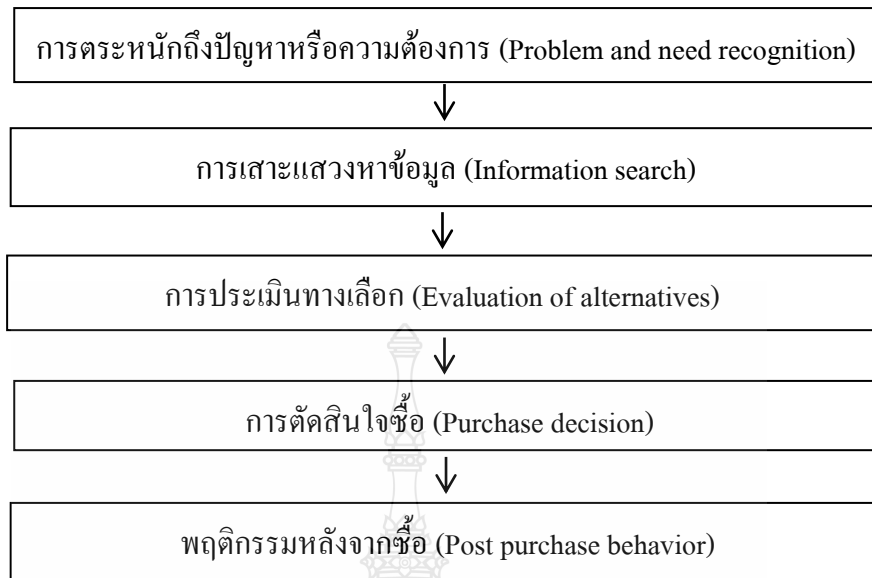 การตระหนักถึงปัญหาหรือความต้องการ (Problem and need recognition)
การเสาะแสวงหาข้อมูล (Information search)
การประเมินทางเลือก (Evaluation of alternatives)
การตัดสินใจซื้อ (Purchase decision)
พฤติกรรมหลังจากซื้อ (Post purchase behavior)